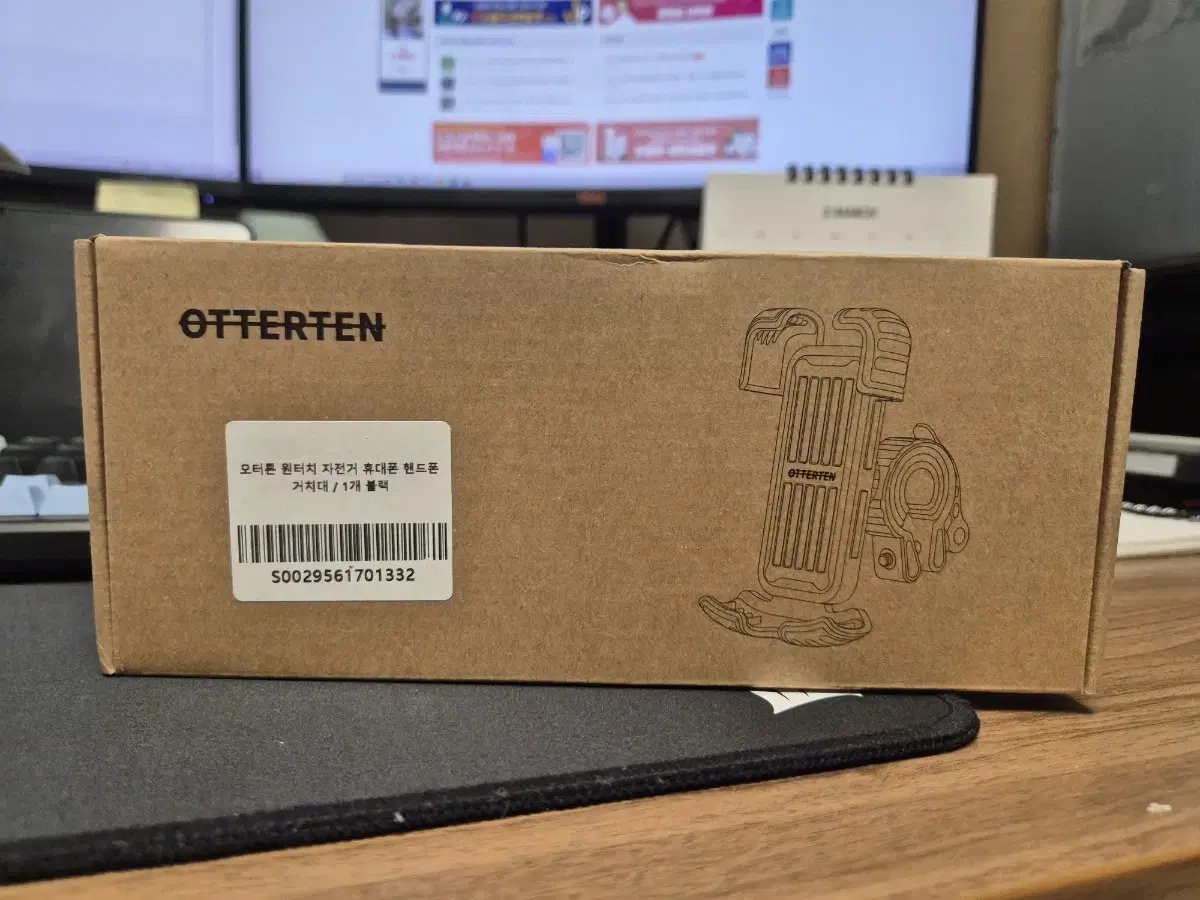 OTTERTEN
오터튼 원터치 자전거 휴대폰 핸드폰
거치대 / 1개 블랙
S0029561701332
OTTERTEN